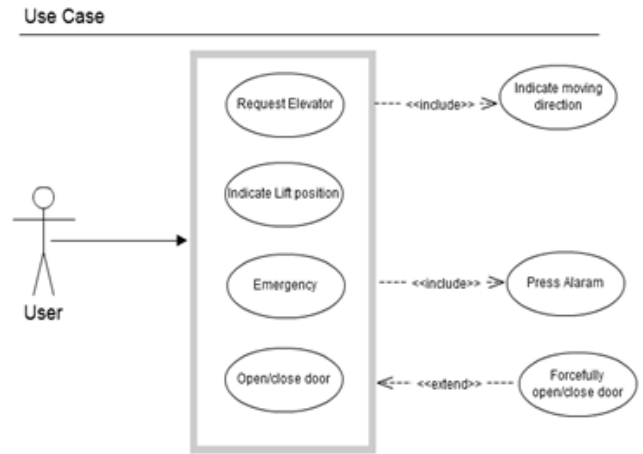 Use Case
Request Elevator
<<include>>
Indicate moving
direction
Indicate Lift position
User
Emergency
<<include>>
Press Alaram
Open/close door
<<extend>>
Forcefully
open/close door